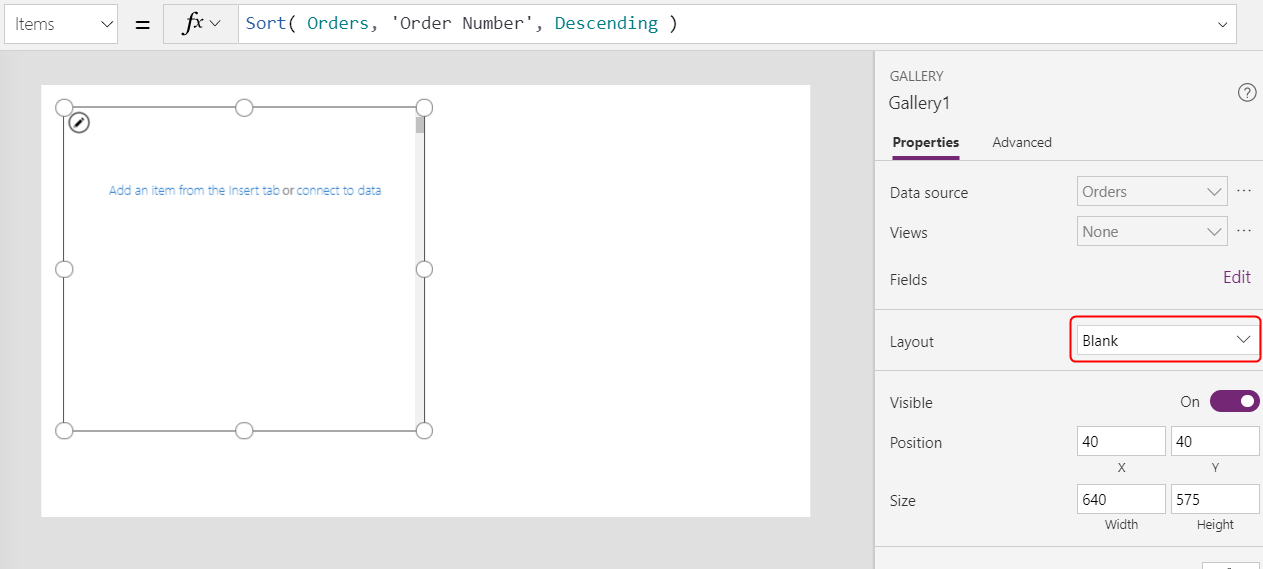 Items = fx Sort( Orders, 'Order Number', Descending )
GALLERY
Gallery1
?
Properties Advanced
Add an item from the Insert tab or connect to data
Data source Orders ...
Views None ...
Fields Edit
Layout Blank
Visible On
Position 40 40
X Y
Size 640 575
Width Height